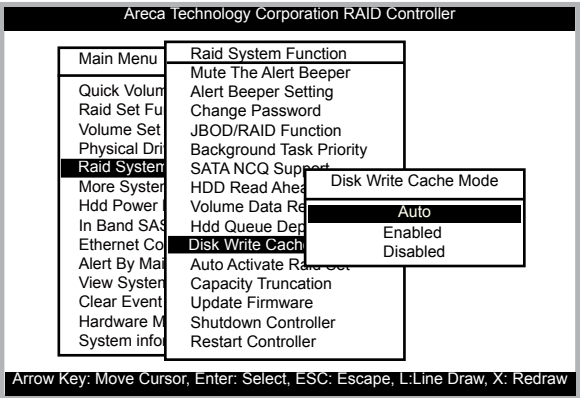 Areca Technology Corporation RAID Controller
Main Menu
Quick Volum
Raid Set Fu
Volume Set
Physical Dri
Raid System
More System
Hdd Power
In Band SAS
Ethernet Co
Alert By Mai
View System
Clear Event
Hardware M
System infor
Raid System Function
Mute The Alert Beeper
Alert Beeper Setting
Change Password
JBOD/RAID Function
Background Task Priority
SATA NCQ Support
HDD Read Ahea
Volume Data Re
Hdd Queue Dep
Disk Write Cach
Auto Activate Raid Set
Capacity Truncation
Update Firmware
Shutdown Controller
Restart Controller
Disk Write Cache Mode
Auto
Enabled
Disabled
Arrow Key: Move Cursor, Enter: Select, ESC: Escape, L:Line Draw, X: Redraw